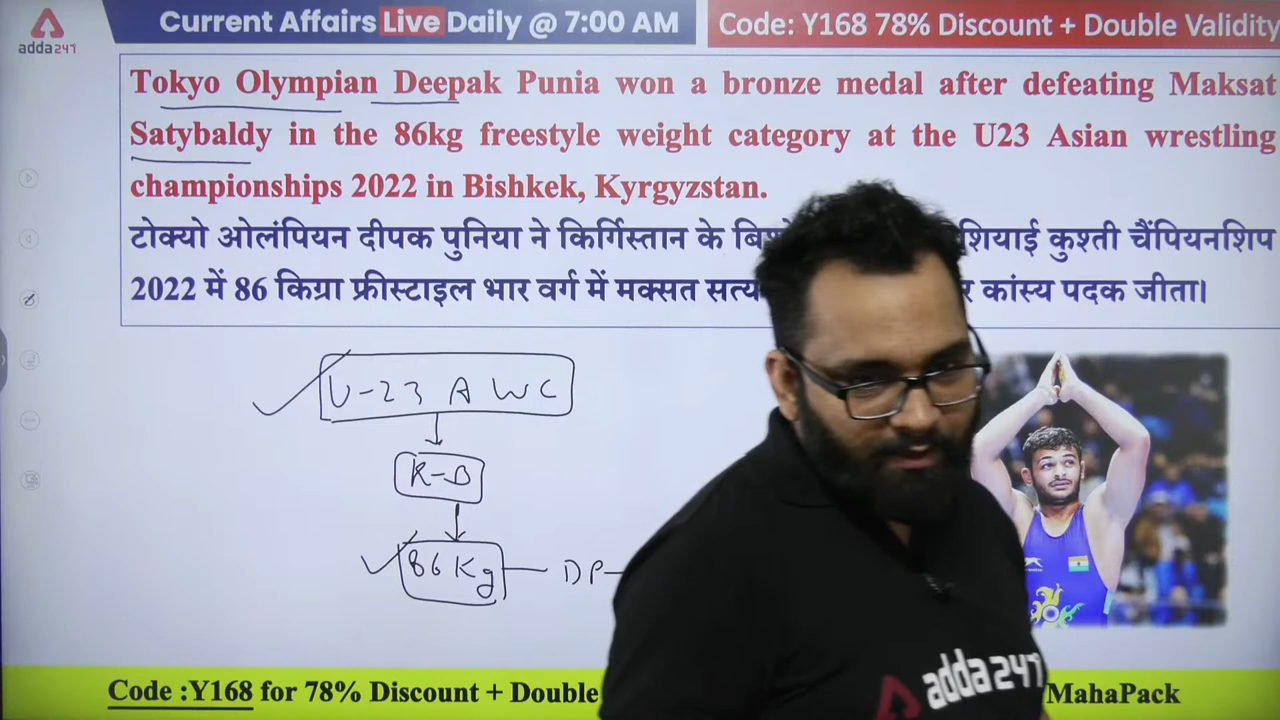 adda247
Current Affairs Live Daily @ 7:00 AM
Code: Y168 78% Discount + Double Validity
Tokyo Olympian Deepak Punia won a bronze medal after defeating Maksat
Satybaldy in the 86kg freestyle weight category at the U23 Asian wrestling
championships 2022 in Bishkek, Kyrgyzstan.
टोक्यो ओलंपियन दीपक पुनिया ने किर्गिस्तान के शियाई कुश्ती चैंपियनशिप
2022 में 86 किग्रा फ्रीस्टाइल भार वर्ग में मक्सत कांस्य पदक जीता।
U-23 A WC
K-B
86 Kg DP
adda247
Code :Y168 for 78% Discount + Double MahaPack